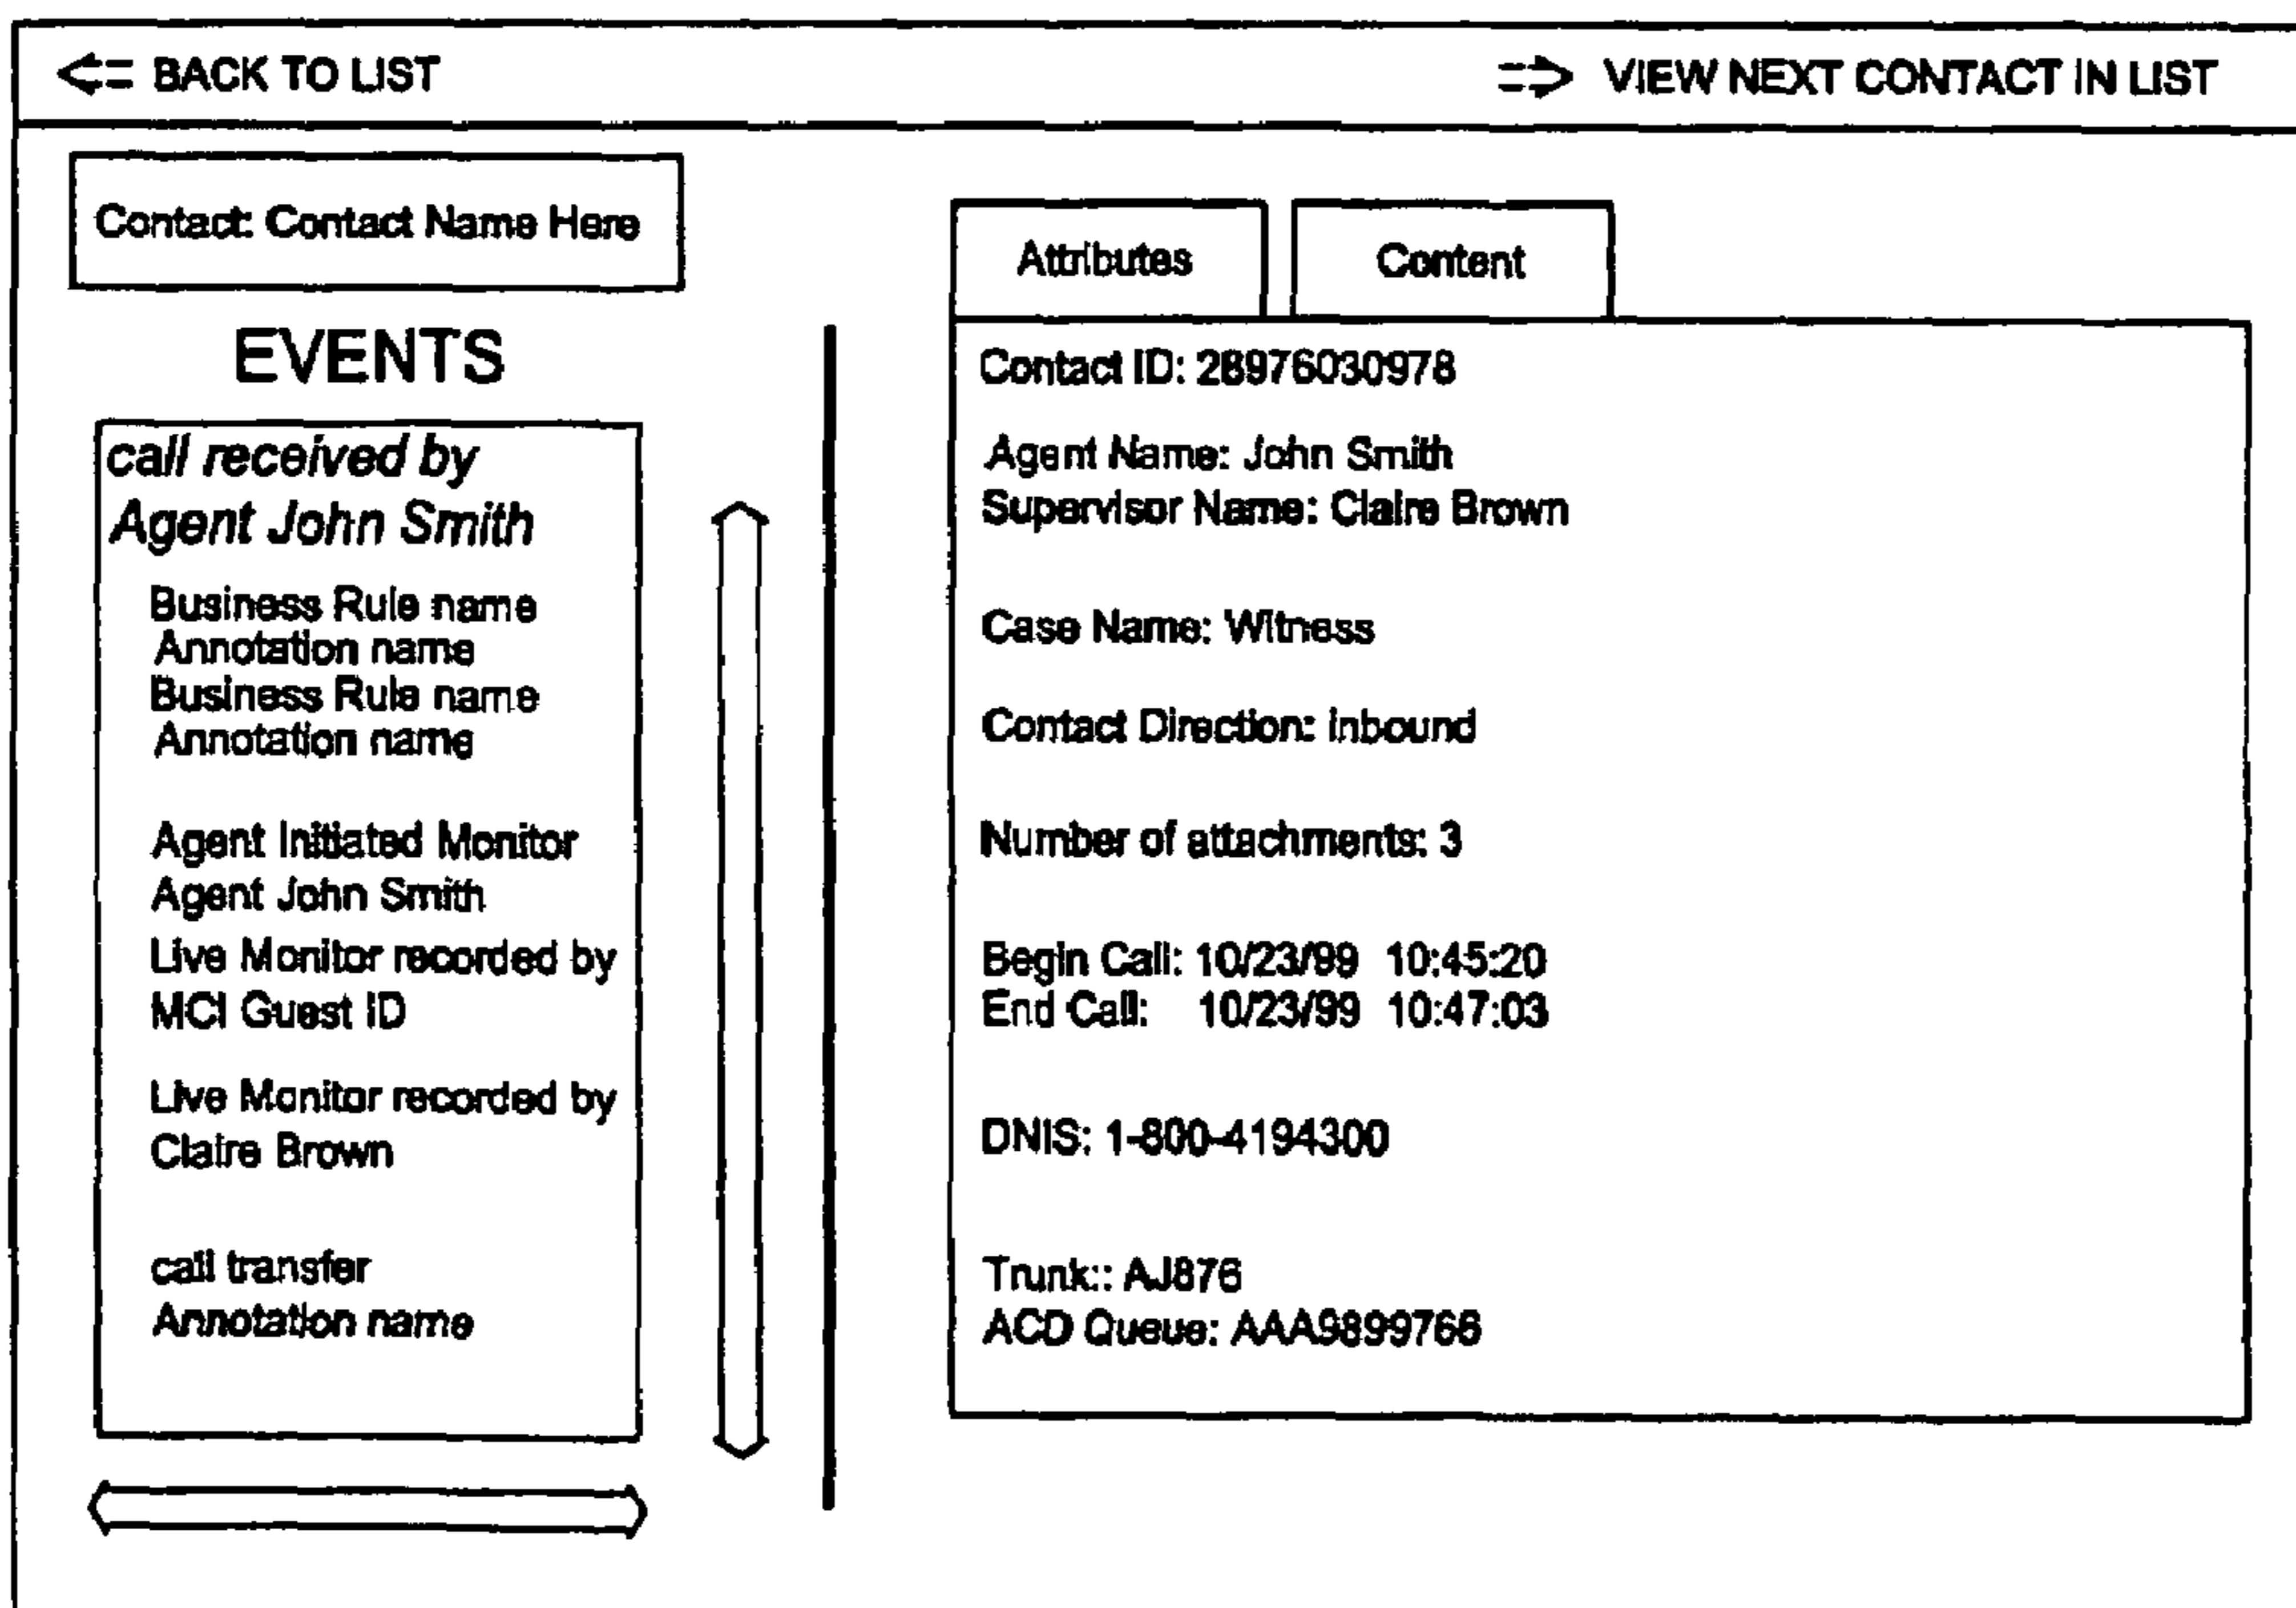 BACK TO LIST
VIEW NEXT CONTACT IN LIST
Contact: Contact Name Here
EVENTS
call received by
Agent John Smith
Business Rule name
Annotation name
Business Rule name
Annotation name
Agent Initiated Monitor
Agent John Smith
Live Monitor recorded by
MCI Guest ID
Live Monitor recorded by
Claire Brown
call transfer
Annotation name
Attributes
Content
Contact ID: 28976030978
Agent Name: John Smith
Supervisor Name: Claire Brown
Case Name: Witness
Contact Direction: inbound
Number of attachments: 3
Begin Call: 10/23/99 10:45:20
End Call: 10/23/99 10:47:03
DNIS: 1-800-4194300
Trunk:: AJ876
ACD Queue: AAA9899766